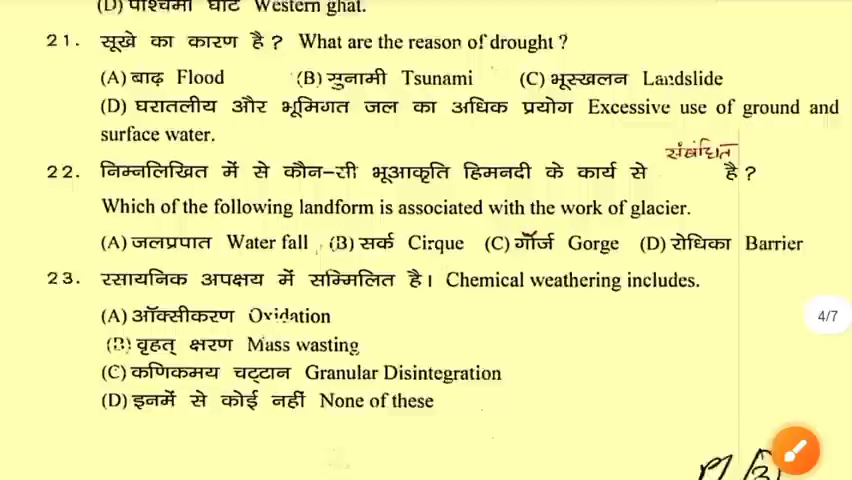 (D) पश्चिमी घाट Western ghat.
21. सूखे का कारण है ? What are the reason of drought ?
(A) बाढ़ Flood (B) सुनामी Tsunami (C) भूस्खलन Landslide
(D) घरातलीय और भूमिगत जल का अधिक प्रयोग Excessive use of ground and
surface water.
संबंधित
22. निम्नलिखित में से कौन-सी भूआकृति हिमनदी के कार्य से है ?
Which of the following landform is associated with the work of glacier.
(A) जलप्रपात Water fall (B) सर्क Cirque (C) गॉर्ज Gorge (D) रोधिका Barrier
23. रसायनिक अपक्षय में सम्मिलित है। Chemical weathering includes.
4/7
(A) ऑक्सीकरण Oxidation
(B) वृहत् क्षरण Mass wasting
(C) कणिकमय चट्टान Granular Disintegration
(D) इनमें से कोई नहीं None of these